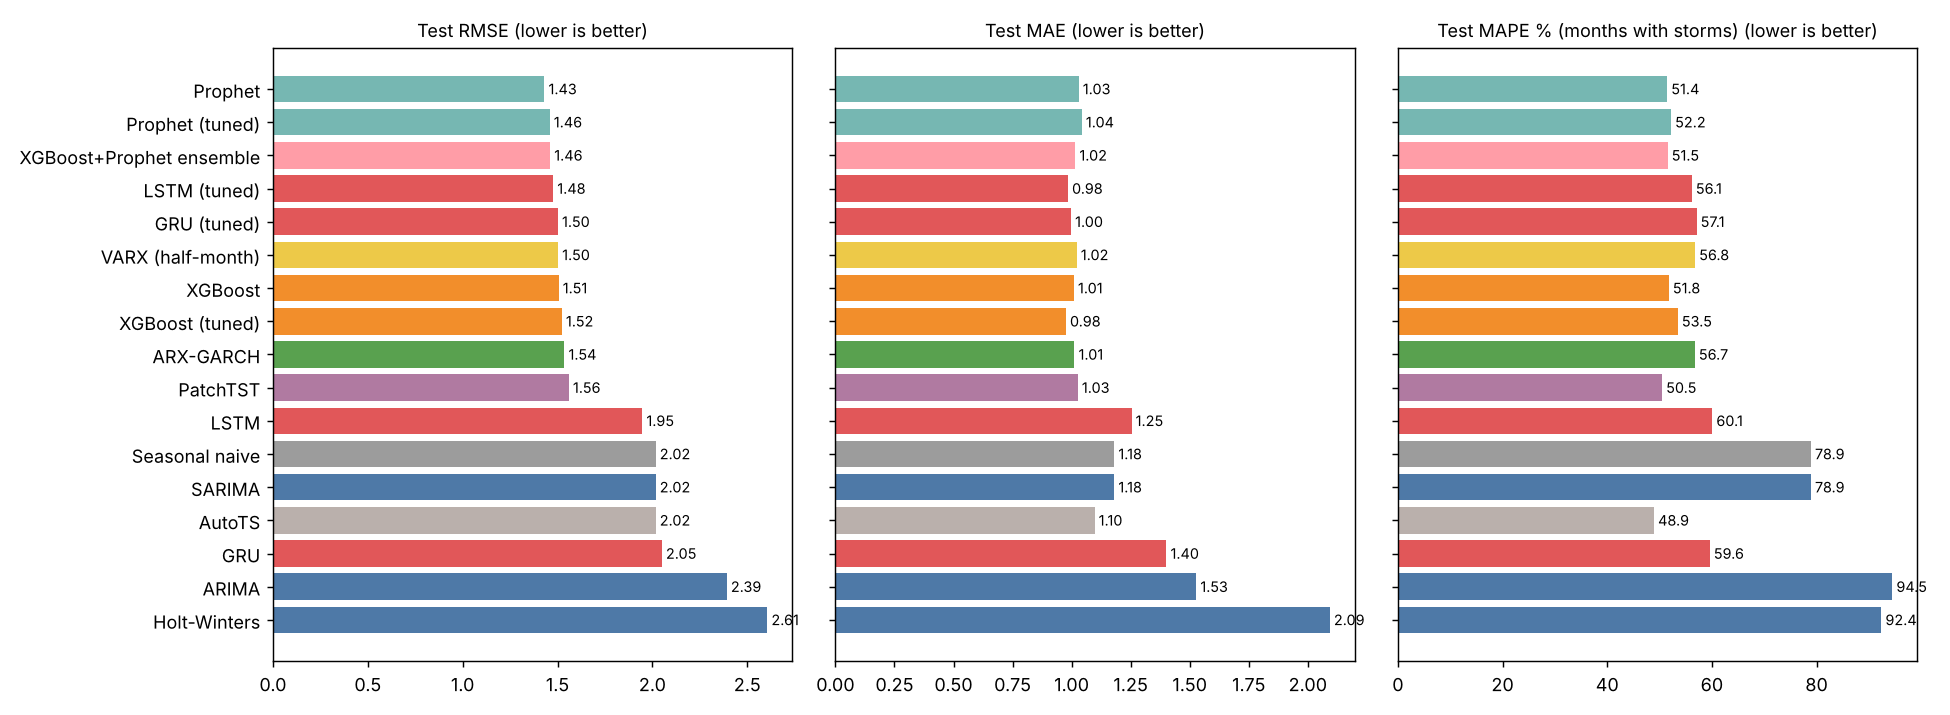 Test RMSE (lower is better)
Prophet 1.43
Prophet (tuned) 1.46
XGBoost+Prophet ensemble 1.46
LSTM (tuned) 1.48
GRU (tuned) 1.50
VARX (half-month) 1.50
XGBoost 1.51
XGBoost (tuned) 1.52
ARX-GARCH 1.54
PatchTST 1.56
LSTM 1.95
Seasonal naive 2.02
SARIMA 2.02
AutoTS 2.02
GRU 2.05
ARIMA 2.39
Holt-Winters 2.61
0.0 0.5 1.0 1.5 2.0 2.5
Test MAE (lower is better)
1.03
1.04
1.02
0.98
1.00
1.02
1.01
0.98
1.01
1.03
1.25
1.18
1.18
1.10
1.40
1.53
2.09
0.00 0.25 0.50 0.75 1.00 1.25 1.50 1.75 2.00
Test MAPE % (months with storms) (lower is better)
51.4
52.2
51.5
56.1
57.1
56.8
51.8
53.5
56.7
50.5
60.1
78.9
78.9
48.9
59.6
94.5
92.4
0 20 40 60 80